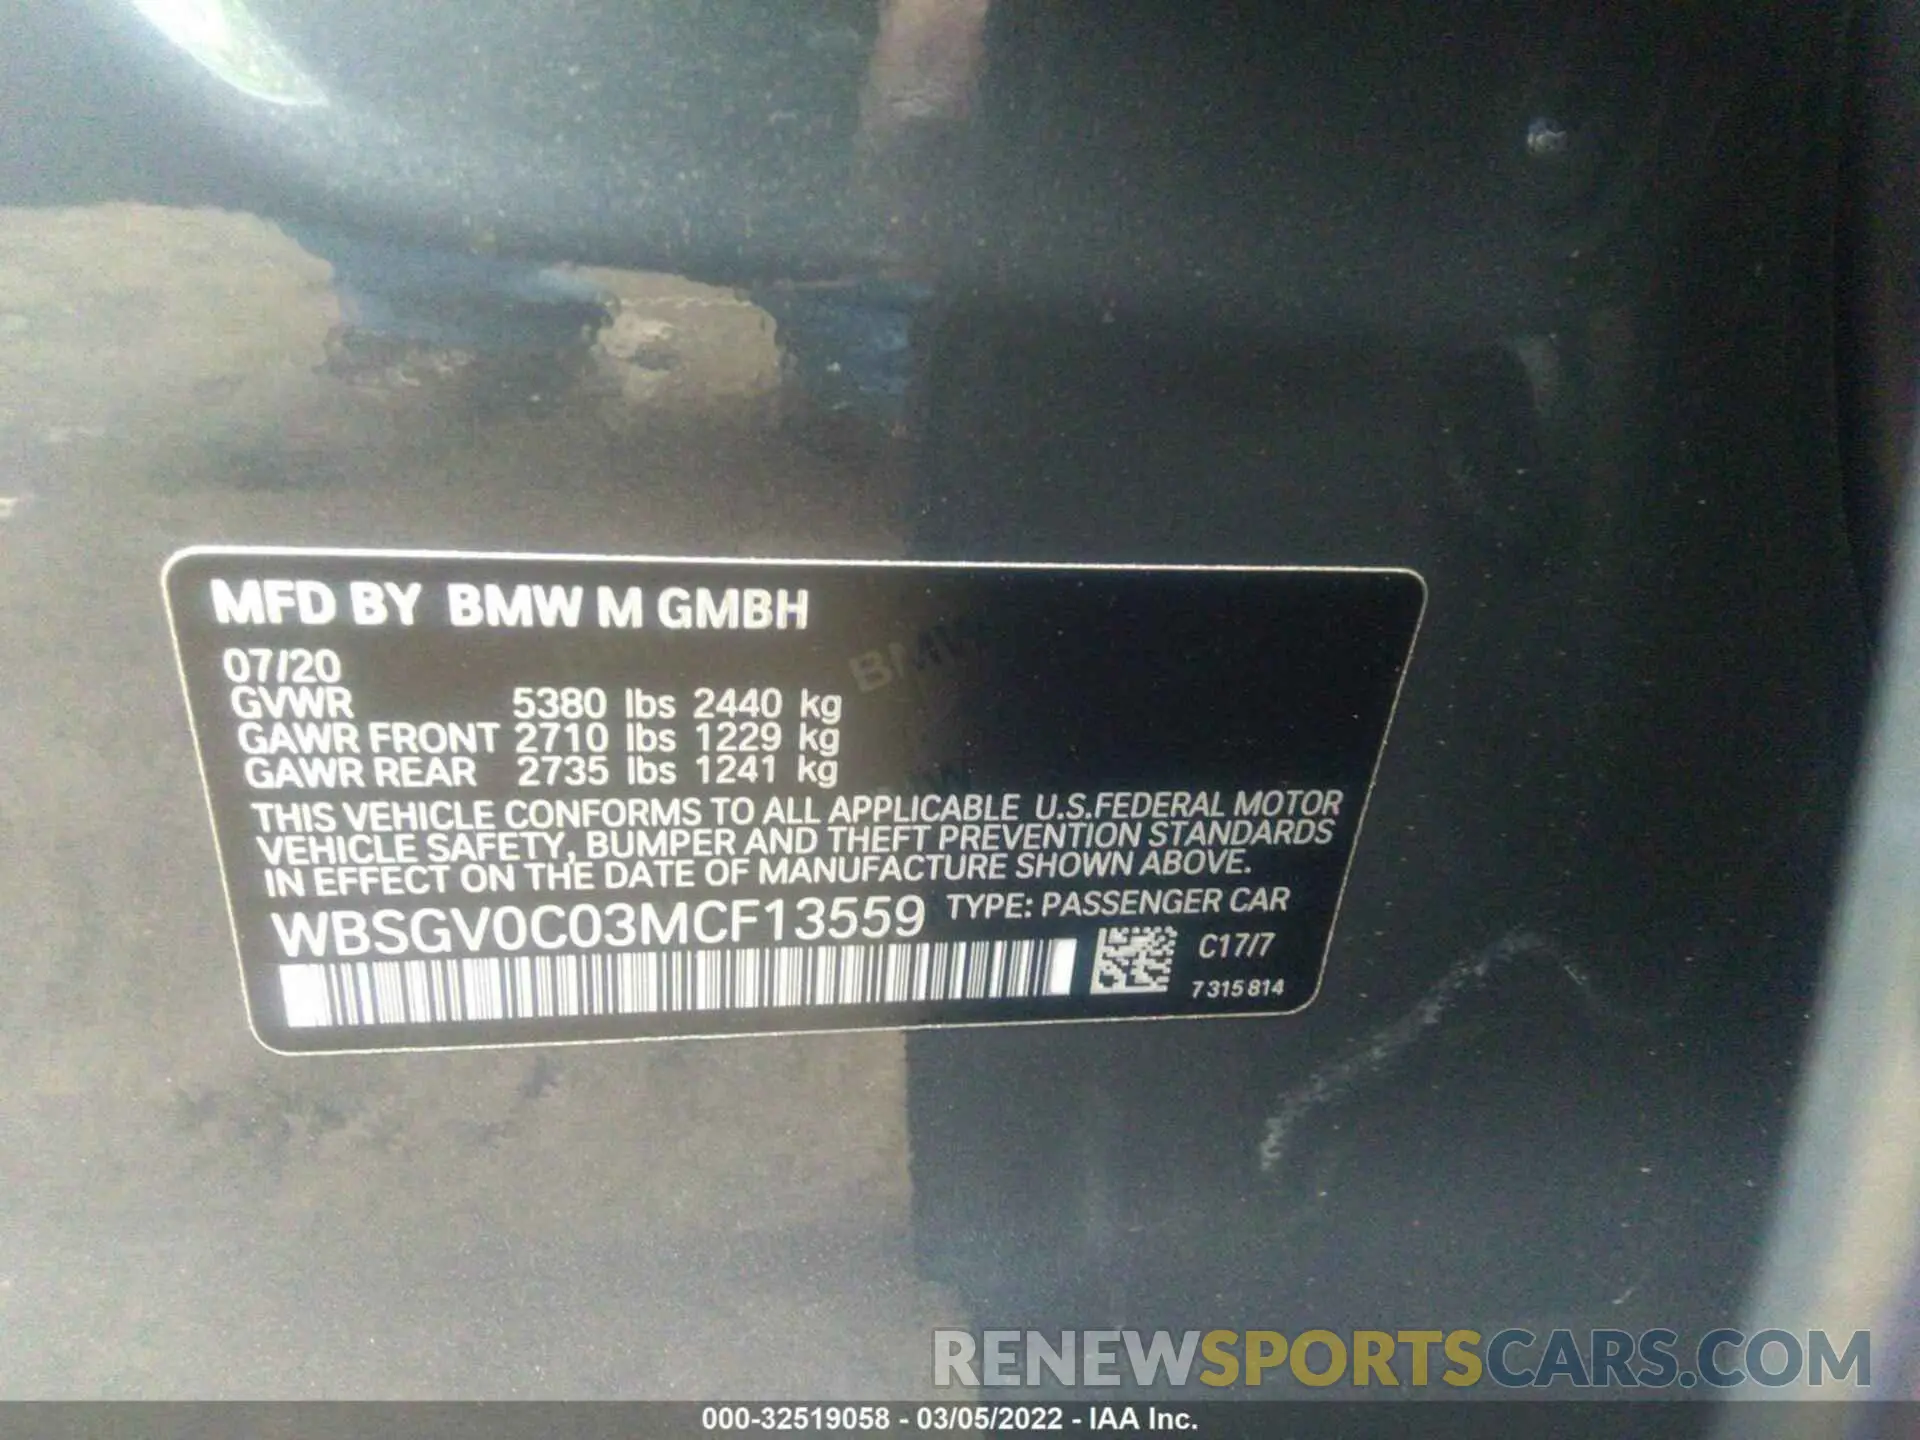 MFD BY BMW M GMBH
07/20
GVWR 5380 lbs 2440 kg
GAWR FRONT 2710 lbs 1229 kg
GAWR REAR 2735 lbs 1241 kg
THIS VEHICLE CONFORMS TO ALL APPLICABLE U.S.FEDERAL MOTOR
VEHICLE SAFETY, BUMPER AND THEFT PREVENTION STANDARDS
IN EFFECT ON THE DATE OF MANUFACTURE SHOWN ABOVE.
WBSGV0C03MCF13559 TYPE: PASSENGER CAR
C17/7
7 315 814
BMW
BMW
RENEWSPORTSCARS.COM
000-32519058 - 03/05/2022 - IAA Inc.